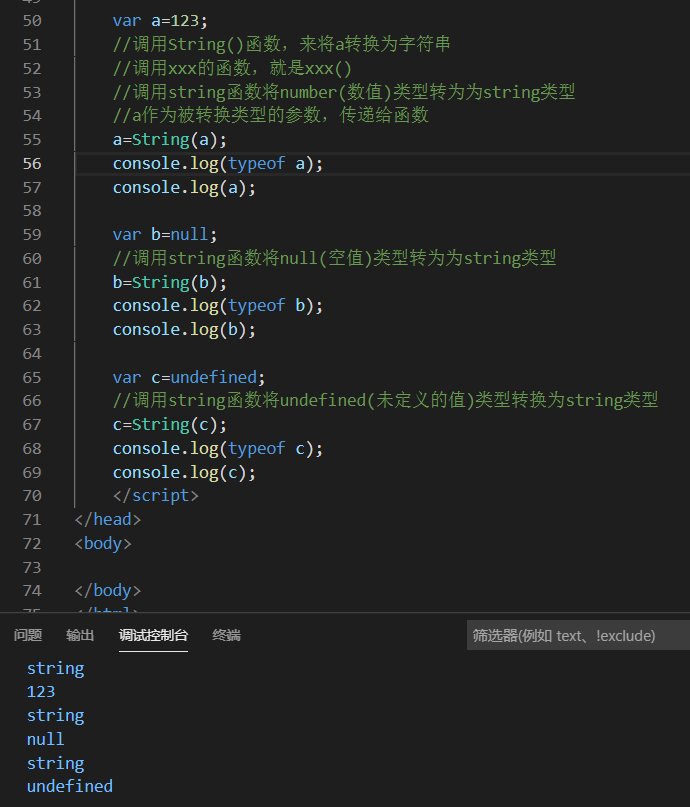 50 var a=123;
51 //调用String()函数，来将a转换为字符串
52 //调用xxx的函数，就是xxx()
53 //调用string函数将number(数值)类型转为为string类型
54 //a作为被转换类型的参数，传递给函数
55 a=String(a);
56 console.log(typeof a);
57 console.log(a);
58
59 var b=null;
60 //调用string函数将null(空值)类型转为为string类型
61 b=String(b);
62 console.log(typeof b);
63 console.log(b);
64
65 var c=undefined;
66 //调用string函数将undefined(未定义的值)类型转换为string类型
67 c=String(c);
68 console.log(typeof c);
69 console.log(c);
70 </script>
71 </head>
72 <body>
73
74 </body>
问题 输出 调试控制台 终端 筛选器(例如 text、!exclude)
string
123
string
null
string
undefined